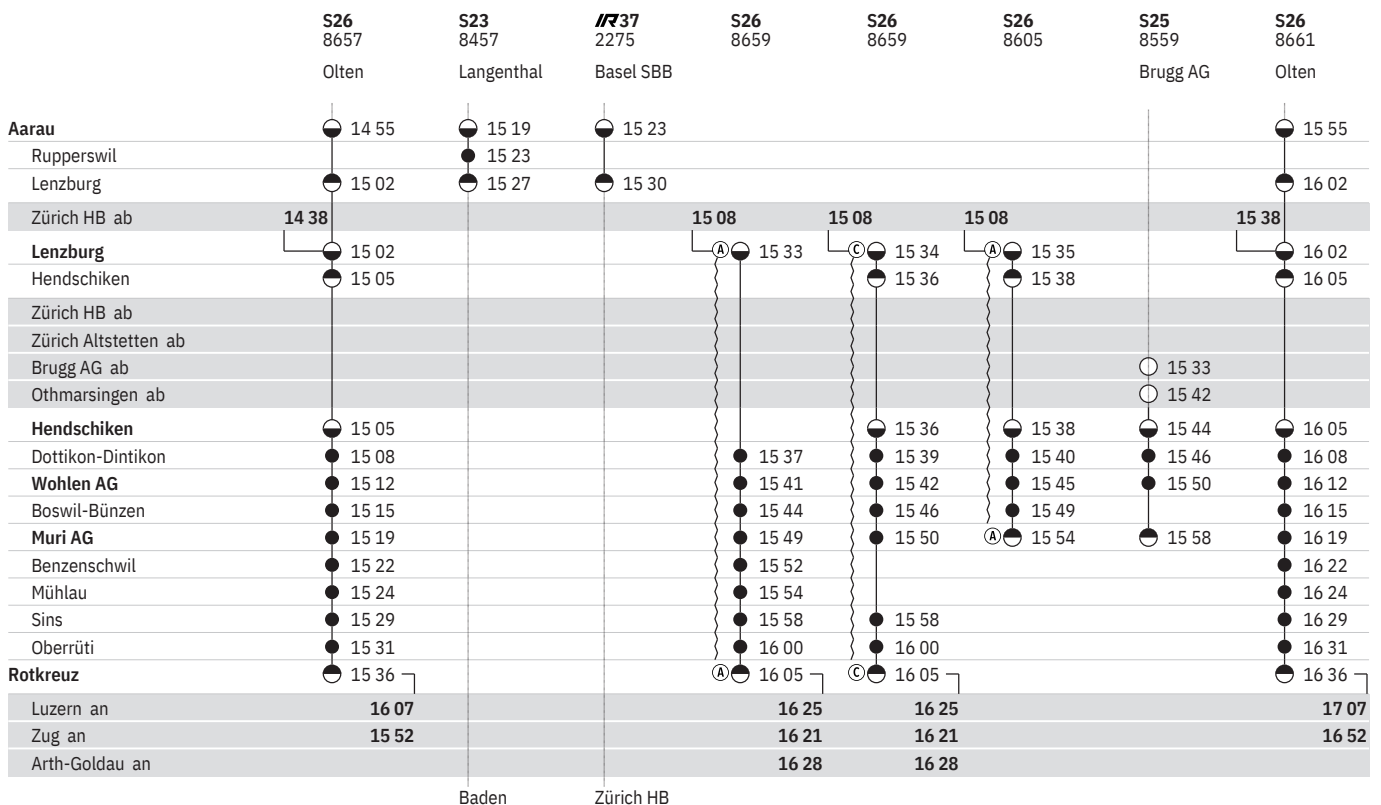 S26 S23 IR37 S26 S26 S26 S25 S26
8657 8457 2275 8659 8659 8605 8559 8661
Olten Langenthal Basel SBB Brugg AG Olten
Aarau 14 55 15 19 15 23 15 55
Rupperswil 15 23
Lenzburg 15 02 15 27 15 30 16 02
Zürich HB ab 14 38 15 08 15 08 15 08 15 38
Lenzburg 15 02 A 15 33 C 15 34 A 15 35 16 02
Hendschiken 15 05 15 36 15 38 16 05
Zürich HB ab
Zürich Altstetten ab
Brugg AG ab 15 33
Othmarsingen ab 15 42
Hendschiken 15 05 15 36 15 38 15 44 16 05
Dottikon-Dintikon 15 08 15 37 15 39 15 40 15 46 16 08
Wohlen AG 15 12 15 41 15 42 15 45 15 50 16 12
Boswil-Bünzen 15 15 15 44 15 46 15 49 16 15
Muri AG 15 19 15 49 15 50 A 15 54 15 58 16 19
Benzenschwil 15 22 15 52 16 22
Mühlau 15 24 15 54 16 24
Sins 15 29 15 58 15 58 16 29
Oberrüti 15 31 16 00 16 00 16 31
Rotkreuz 15 36 A 16 05 C 16 05 16 36
Luzern an 16 07 16 25 16 25 17 07
Zug an 15 52 16 21 16 21 16 52
Arth-Goldau an 16 28 16 28
Baden Zürich HB